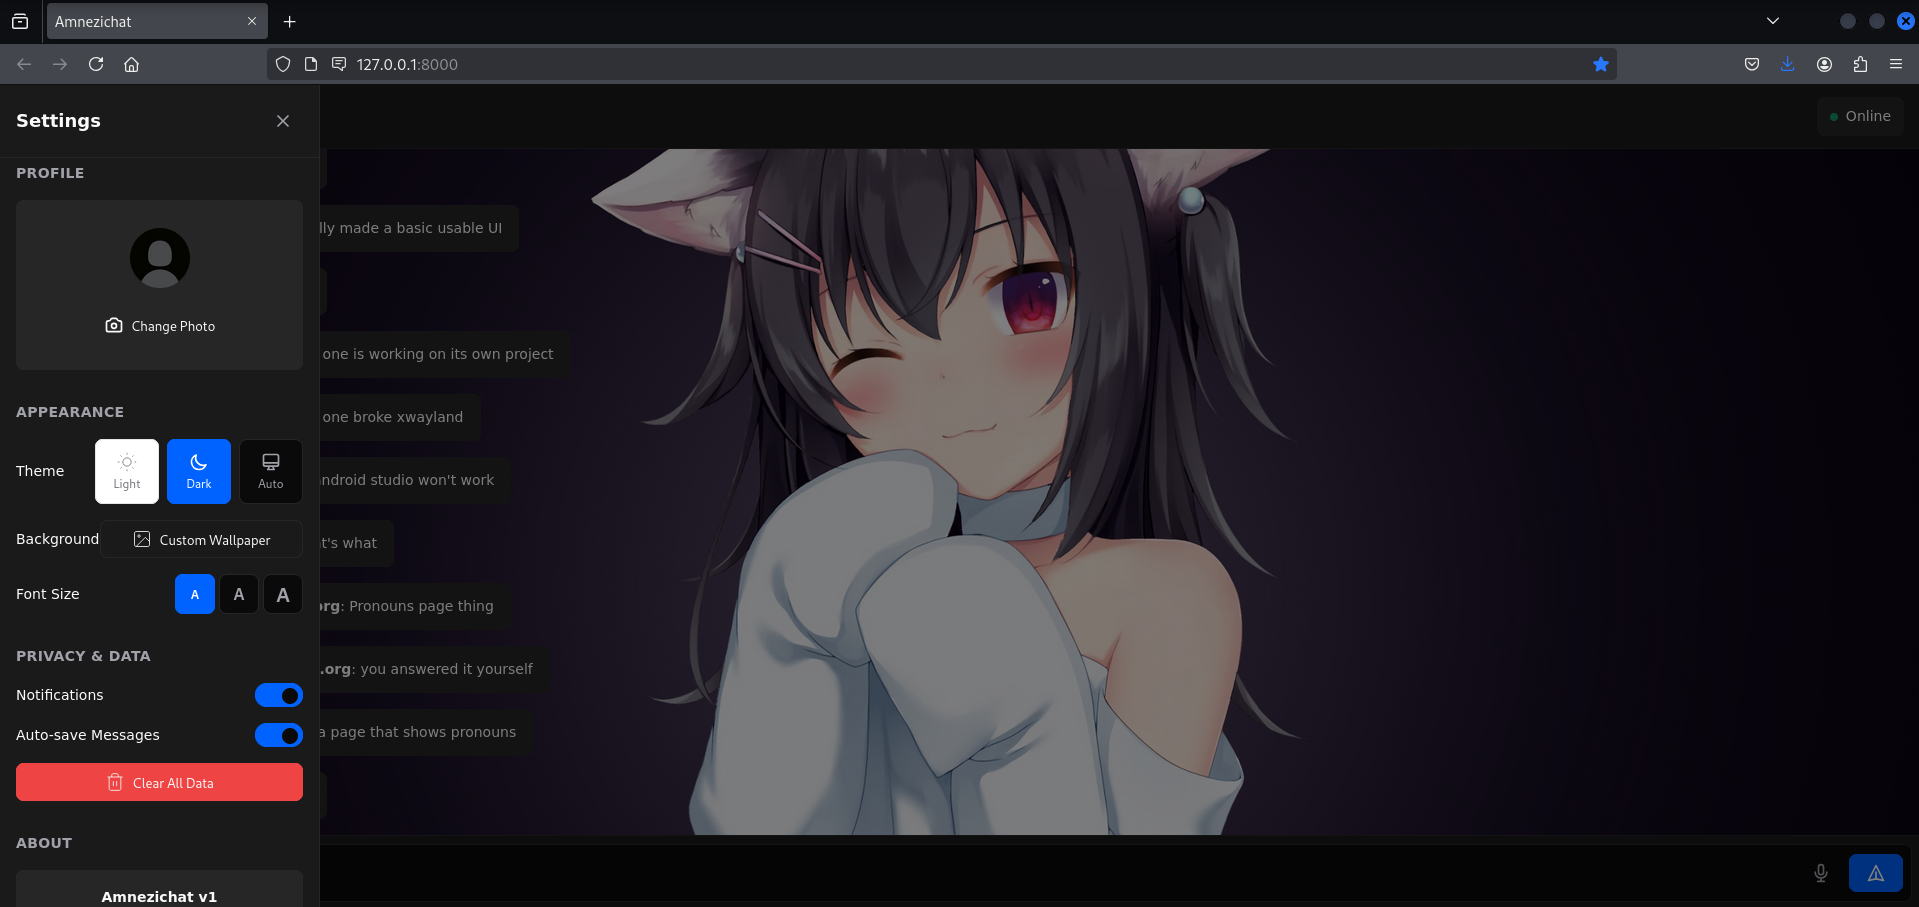 Amnezichat
127.0.0.1:8000
Settings
Online
PROFILE
Change Photo
APPEARANCE
Theme
Light
Dark
Auto
Background
Custom Wallpaper
Font Size
A
A
A
PRIVACY & DATA
Notifications
Auto-save Messages
Clear All Data
ABOUT
Amnezichat v1
lly made a basic usable UI
one is working on its own project
one broke xwayland
ndroid studio won't work
t's what
org: Pronouns page thing
.org: you answered it yourself
a page that shows pronouns